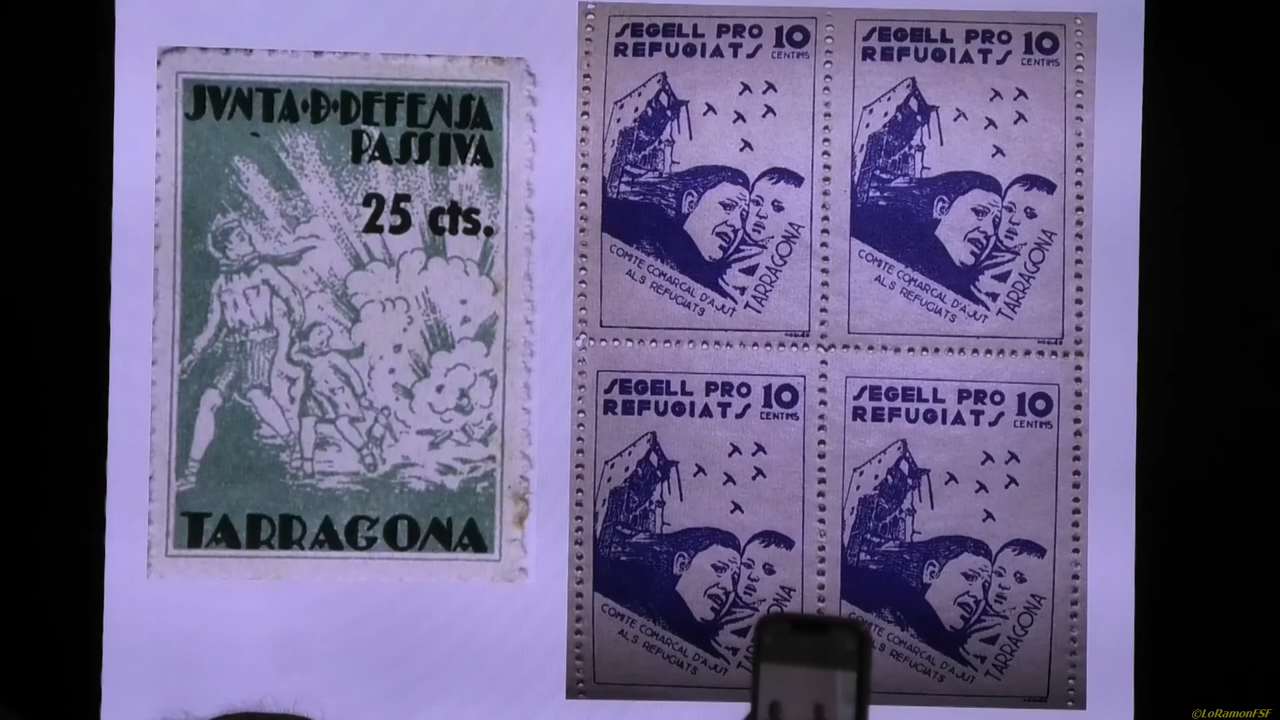 JVNTA·D·DEFENSA
PASSIVA
25 cts.
TARRAGONA
SEGELL PRO 10
REFUGIATS CENTIMS
COMITE COMARCAL D'AJUT
ALS REFUGIATS
TARRAGONA
SEGELL PRO 10
REFUGIATS CENTIMS
COMITE COMARCAL D'AJUT
ALS REFUGIATS
TARRAGONA
SEGELL PRO 10
REFUGIATS CENTIMS
COMITE COMARCAL D'AJUT
ALS REFUGIATS
SEGELL PRO 10
REFUGIATS CENTIMS
COMITE COMARCAL D'AJUT
ALS REFUGIATS
TARRAGONA
©LoRamonFSF